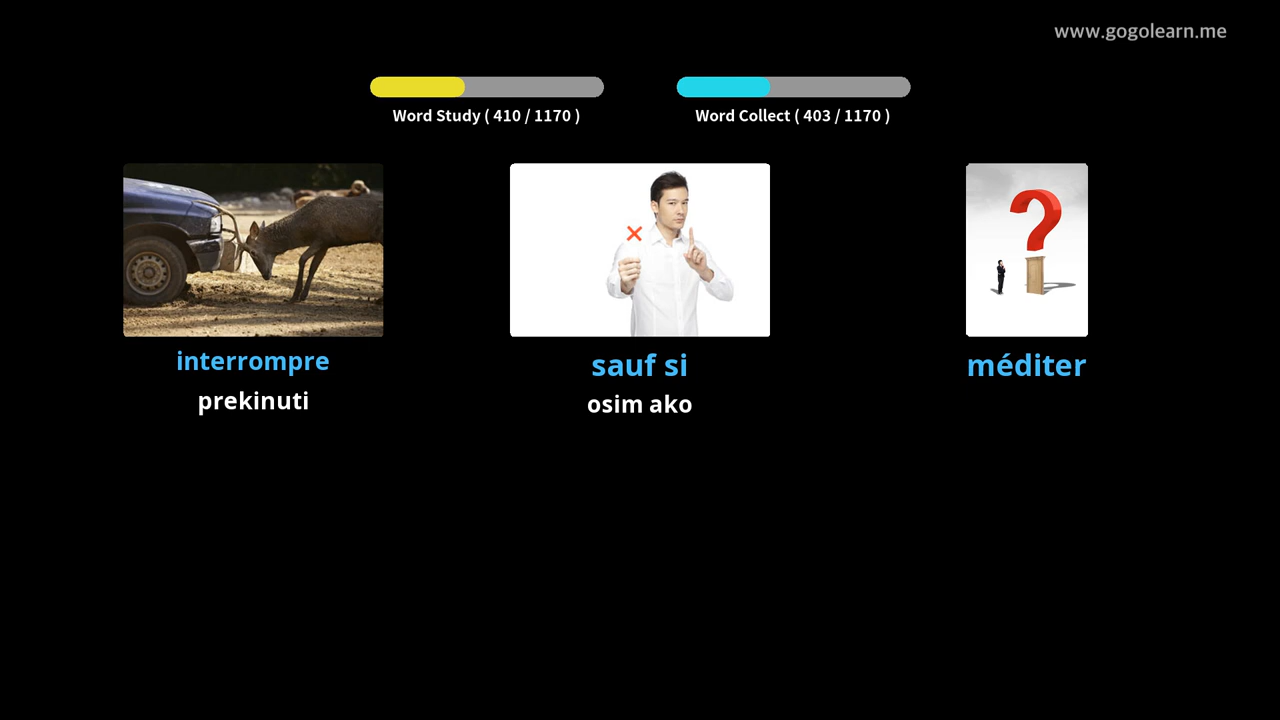 www.gogolearn.me
Word Study ( 410 / 1170 )
Word Collect ( 403 / 1170 )
interrompre
prekinuti
sauf si
osim ako
méditer